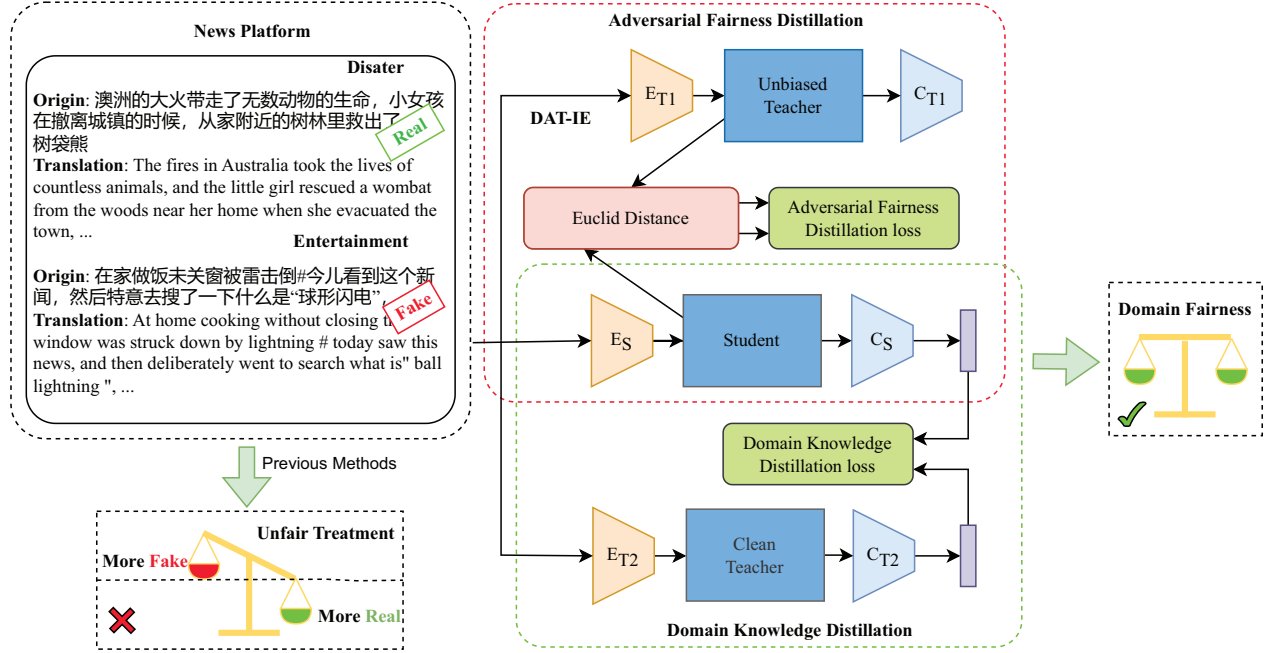 News Platform
Disater
Origin: 澳洲的大火带走了无数动物的生命，小女孩
在撤离城镇的时候，从家附近的树林里救出了
树袋熊
Real
Translation: The fires in Australia took the lives of
countless animals, and the little girl rescued a wombat
from the woods near her home when she evacuated the
town, ...
Entertainment
Origin: 在家做饭未关窗被雷击倒#今儿看到这个新
闻，然后特意去搜了一下什么是“球形闪电”，
Fake
Translation: At home cooking without closing
window was struck down by lightning # today saw this
news, and then deliberately went to search what is" ball
lightning ", ...
Previous Methods
Unfair Treatment
More Fake
More Real
Adversarial Fairness Distillation
DAT-IE
ET1
Unbiased
Teacher
CT1
Euclid Distance
Adversarial Fairness
Distillation loss
ES
Student
CS
Domain Knowledge
Distillation loss
ET2
Clean
Teacher
CT2
Domain Knowledge Distillation
Domain Fairness